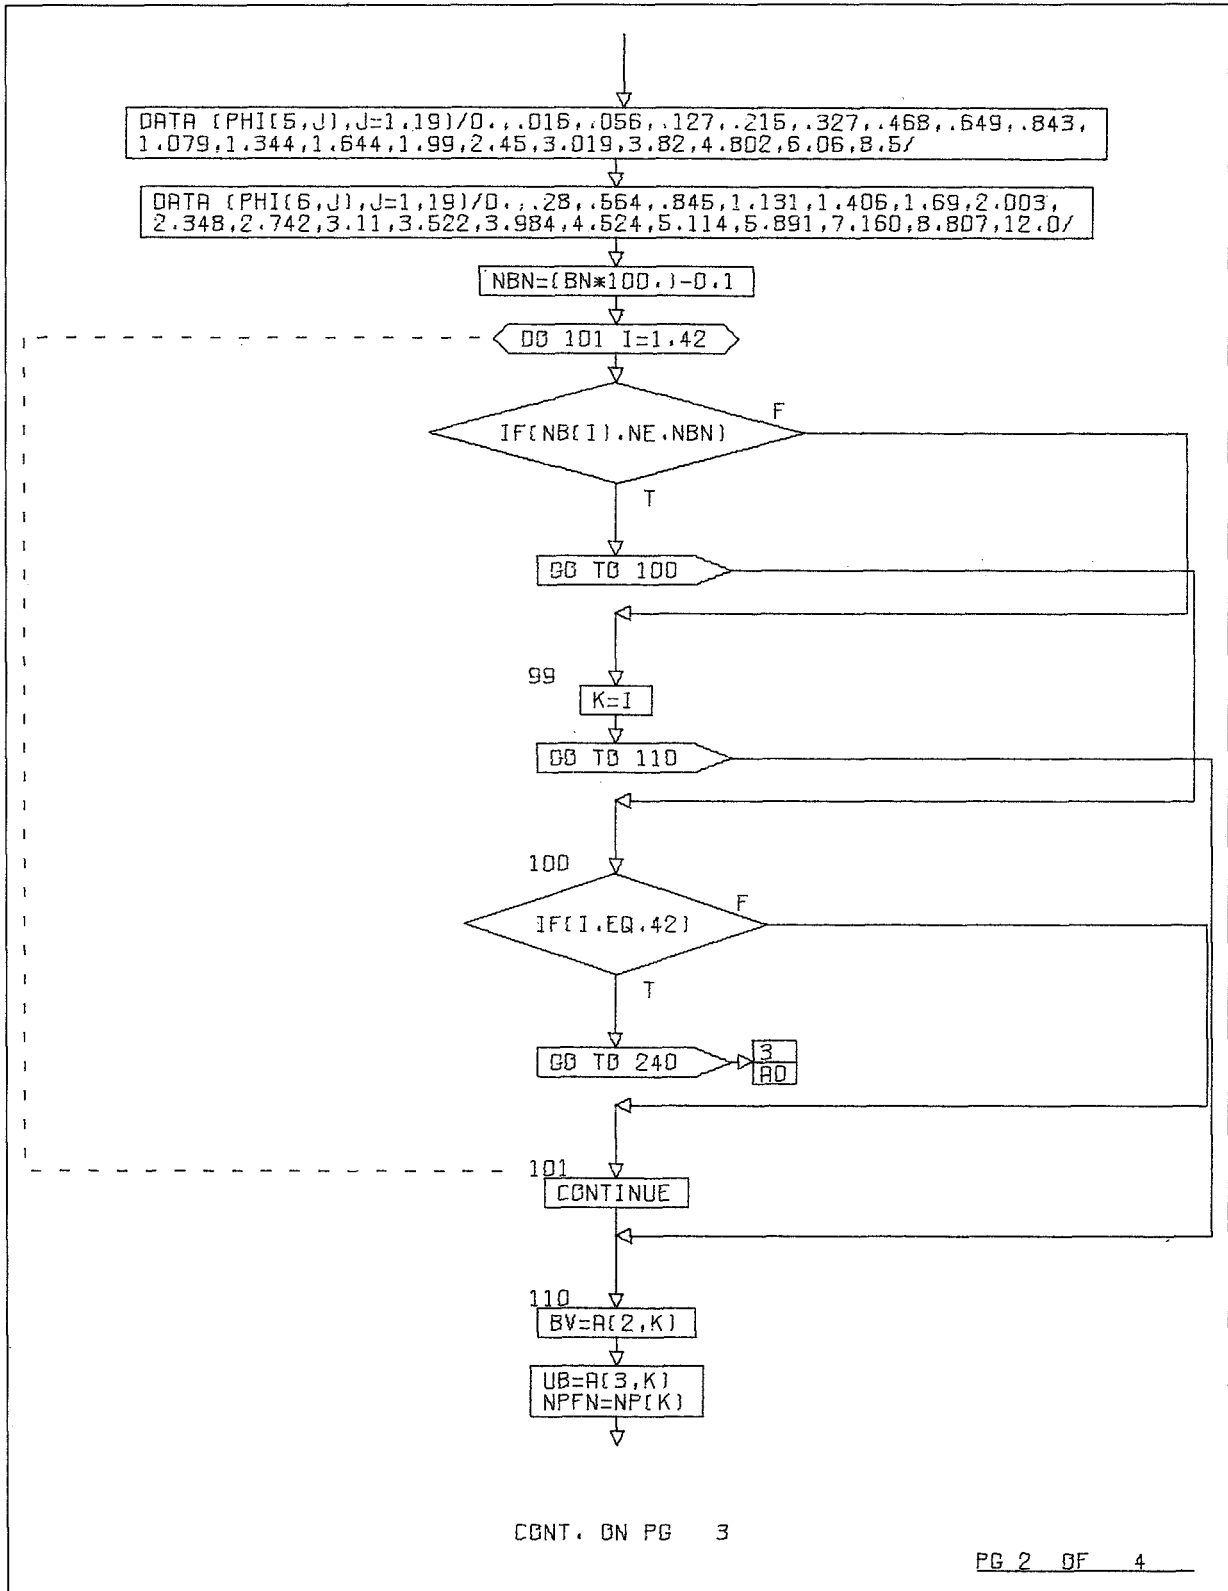 DATA (PHI(5,J),J=1,19)/0.,.015,.056,.127,.215,.327,.468,.649,.843,
1.079,1.344,1.644,1.99,2.45,3.019,3.82,4.802,6.06,8.5/
DATA (PHI(6,J),J=1,19)/0.,.28,.564,.845,1.131,1.406,1.69,2.003,
2.348,2.742,3.11,3.522,3.984,4.524,5.114,5.891,7.160,8.807,12.0/
NBN=(BN*100.)-0.1
DO 101 I=1,42
IF(NB(I).NE.NBN)
F
T
GO TO 100
99
K=I
GO TO 110
100
IF(I.EQ.42)
F
T
GO TO 240
3
A0
101
CONTINUE
110
BV=A(2,K)
UB=A(3,K)
NPFN=NP(K)
CONT. ON PG 3
PG 2 OF 4